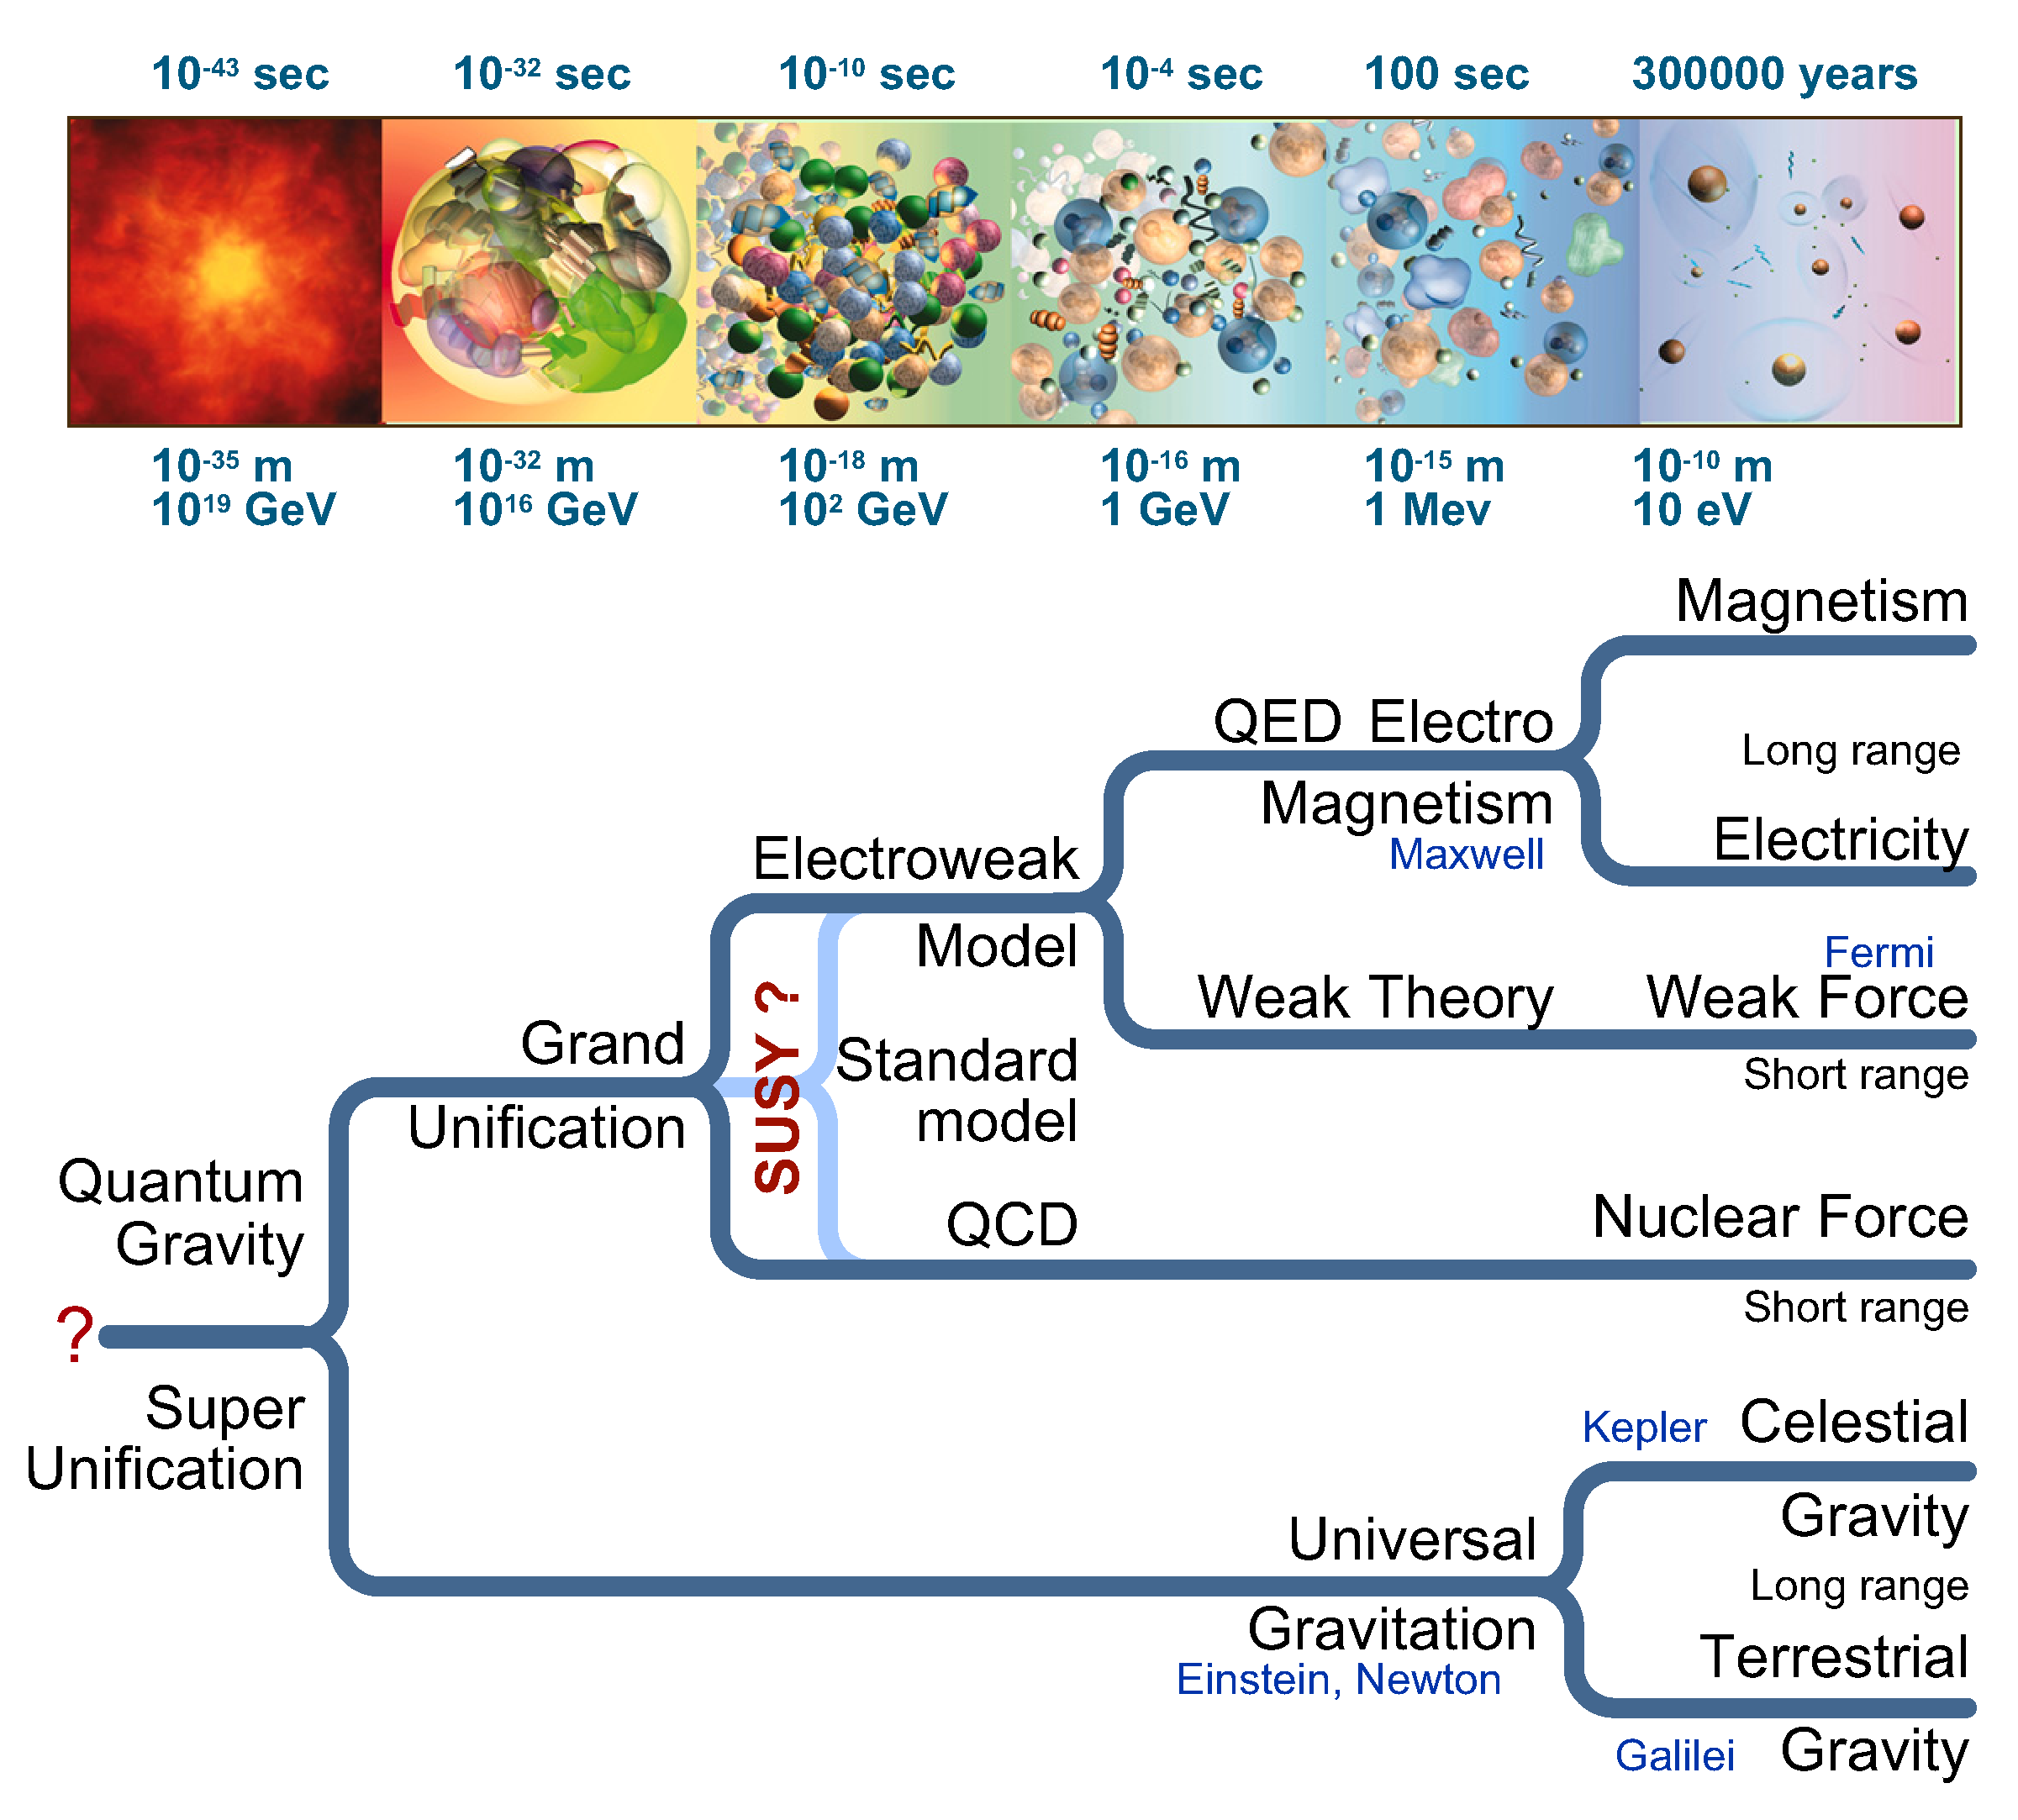 10-43 sec
10-32 sec
10-10 sec
10-4 sec
100 sec
300000 years
10-35 m
1019 GeV
10-32 m
1016 GeV
10-18 m
102 GeV
10-16 m
1 GeV
10-15 m
1 Mev
10-10 m
10 eV
Magnetism
QED Electro
Magnetism
Maxwell
Long range
Electricity
Electroweak
Model
Fermi
Weak Theory
Weak Force
Short range
SUSY ?
Standard
model
Grand
Unification
QCD
Nuclear Force
Short range
Quantum
Gravity
?
Super
Unification
Kepler
Celestial
Gravity
Universal
Gravitation
Einstein, Newton
Long range
Terrestrial
Galilei
Gravity